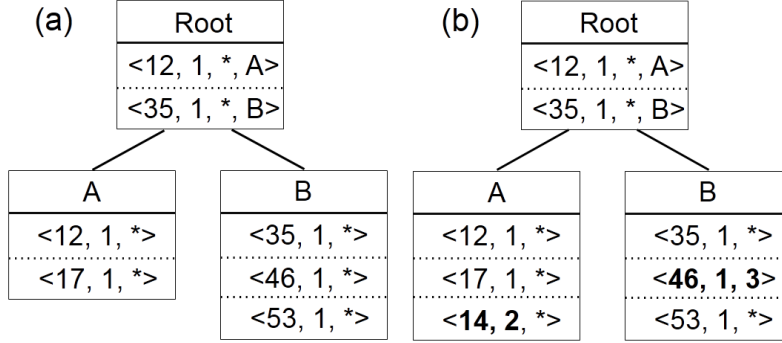 (a)
Root
<12, 1, *, A>
<35, 1, *, B>
A
<12, 1, *>
<17, 1, *>
B
<35, 1, *>
<46, 1, *>
<53, 1, *>
(b)
Root
<12, 1, *, A>
<35, 1, *, B>
A
<12, 1, *>
<17, 1, *>
<14, 2, *>
B
<35, 1, *>
<46, 1, 3>
<53, 1, *>